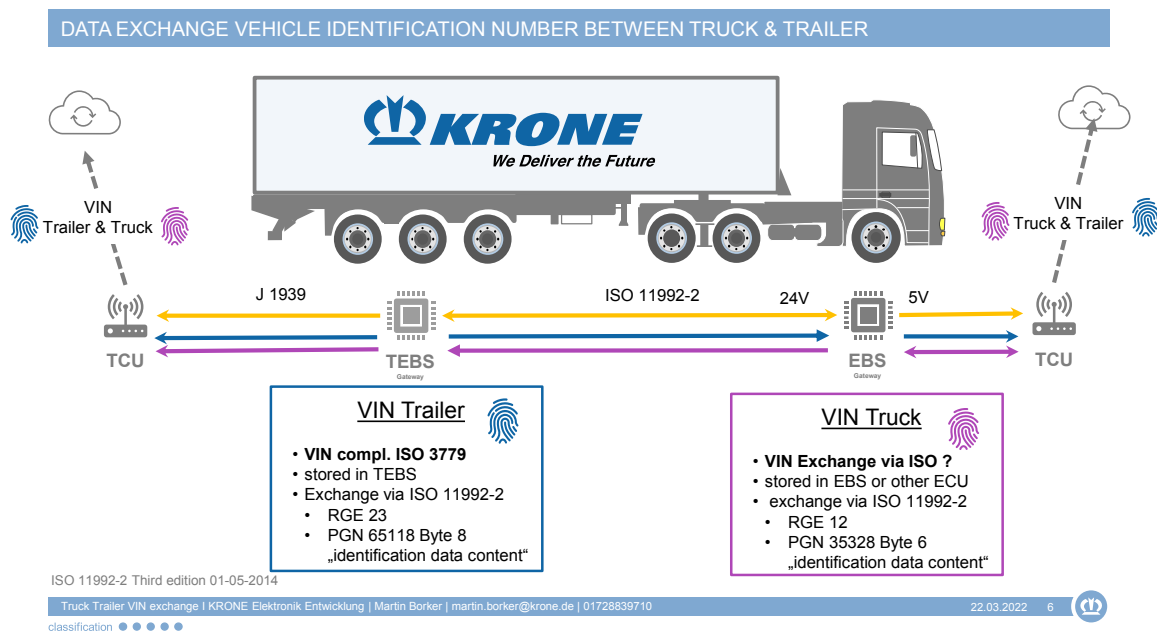 DATA EXCHANGE VEHICLE IDENTIFICATION NUMBER BETWEEN TRUCK & TRAILER
KRONE
We Deliver the Future
VIN
Trailer & Truck
VIN
Truck & Trailer
J 1939
ISO 11992-2
24V
5V
TCU
TEBS
Gateway
EBS
Gateway
TCU
VIN Trailer
• VIN compl. ISO 3779
• stored in TEBS
• Exchange via ISO 11992-2
• RGE 23
• PGN 65118 Byte 8
„identification data content“
VIN Truck
• VIN Exchange via ISO ?
• stored in EBS or other ECU
• exchange via ISO 11992-2
• RGE 12
• PGN 35328 Byte 6
„identification data content“
ISO 11992-2 Third edition 01-05-2014
Truck Trailer VIN exchange I KRONE Elektronik Entwicklung | Martin Borker | martin.borker@krone.de | 01728839710
22.03.2022 6
classification